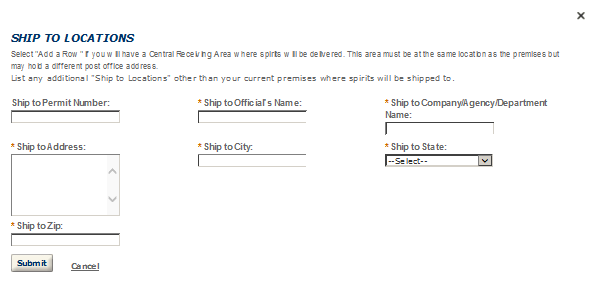 SHIP TO LOCATIONS
Select "Add a Row" if you will have a Central Receiving Area where spirits will be delivered. This area must be at the same location as the premises but
may hold a different post office address.
List any additional "Ship to Locations" other than your current premises where spirits will be shipped to.
Ship to Permit Number:
* Ship to Official's Name:
* Ship to Company/Agency/Department
Name:
* Ship to Address:
* Ship to City:
* Ship to State:
--Select--
* Ship to Zip:
Submit
Cancel